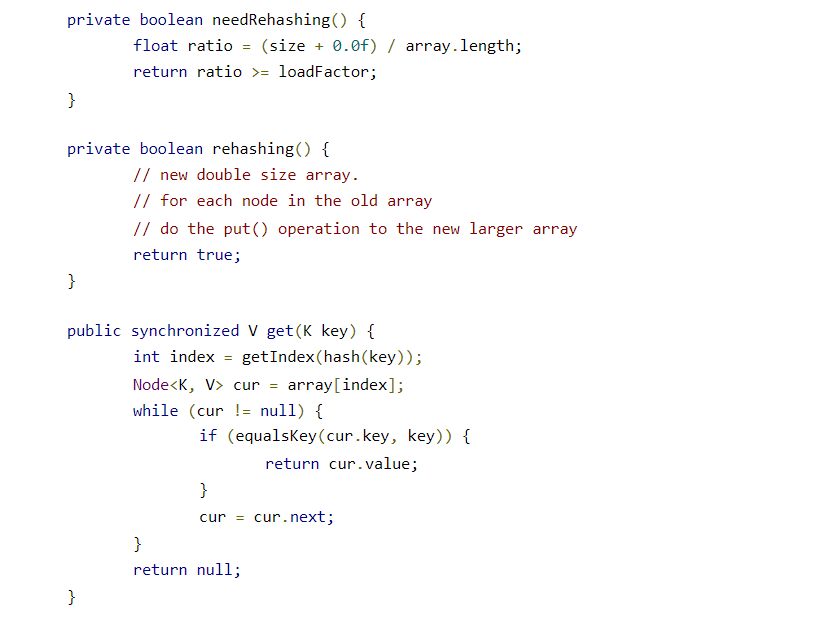 private boolean needRehashing() {
float ratio = (size + 0.0f) / array.length;
return ratio >= loadFactor;
}
private boolean rehashing() {
// new double size array.
// for each node in the old array
// do the put() operation to the new larger array
return true;
}
public synchronized V get(K key) {
int index = getIndex(hash(key));
Node<K, V> cur = array[index];
while (cur != null) {
if (equalsKey(cur.key, key)) {
return cur.value;
}
cur = cur.next;
}
return null;
}